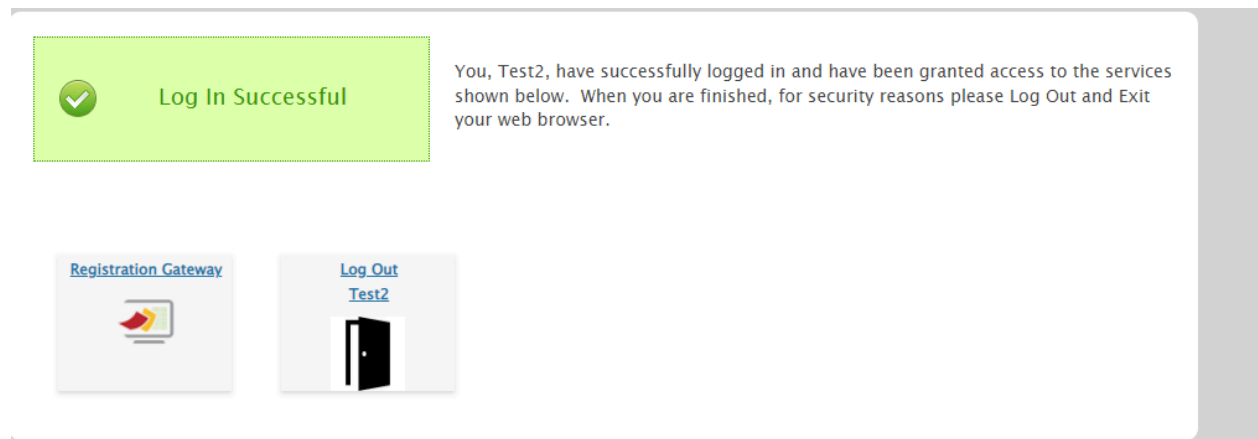 Log In Successful
You, Test2, have successfully logged in and have been granted access to the services
shown below.  When you are finished, for security reasons please Log Out and Exit
your web browser.
Registration Gateway
Log Out
Test2